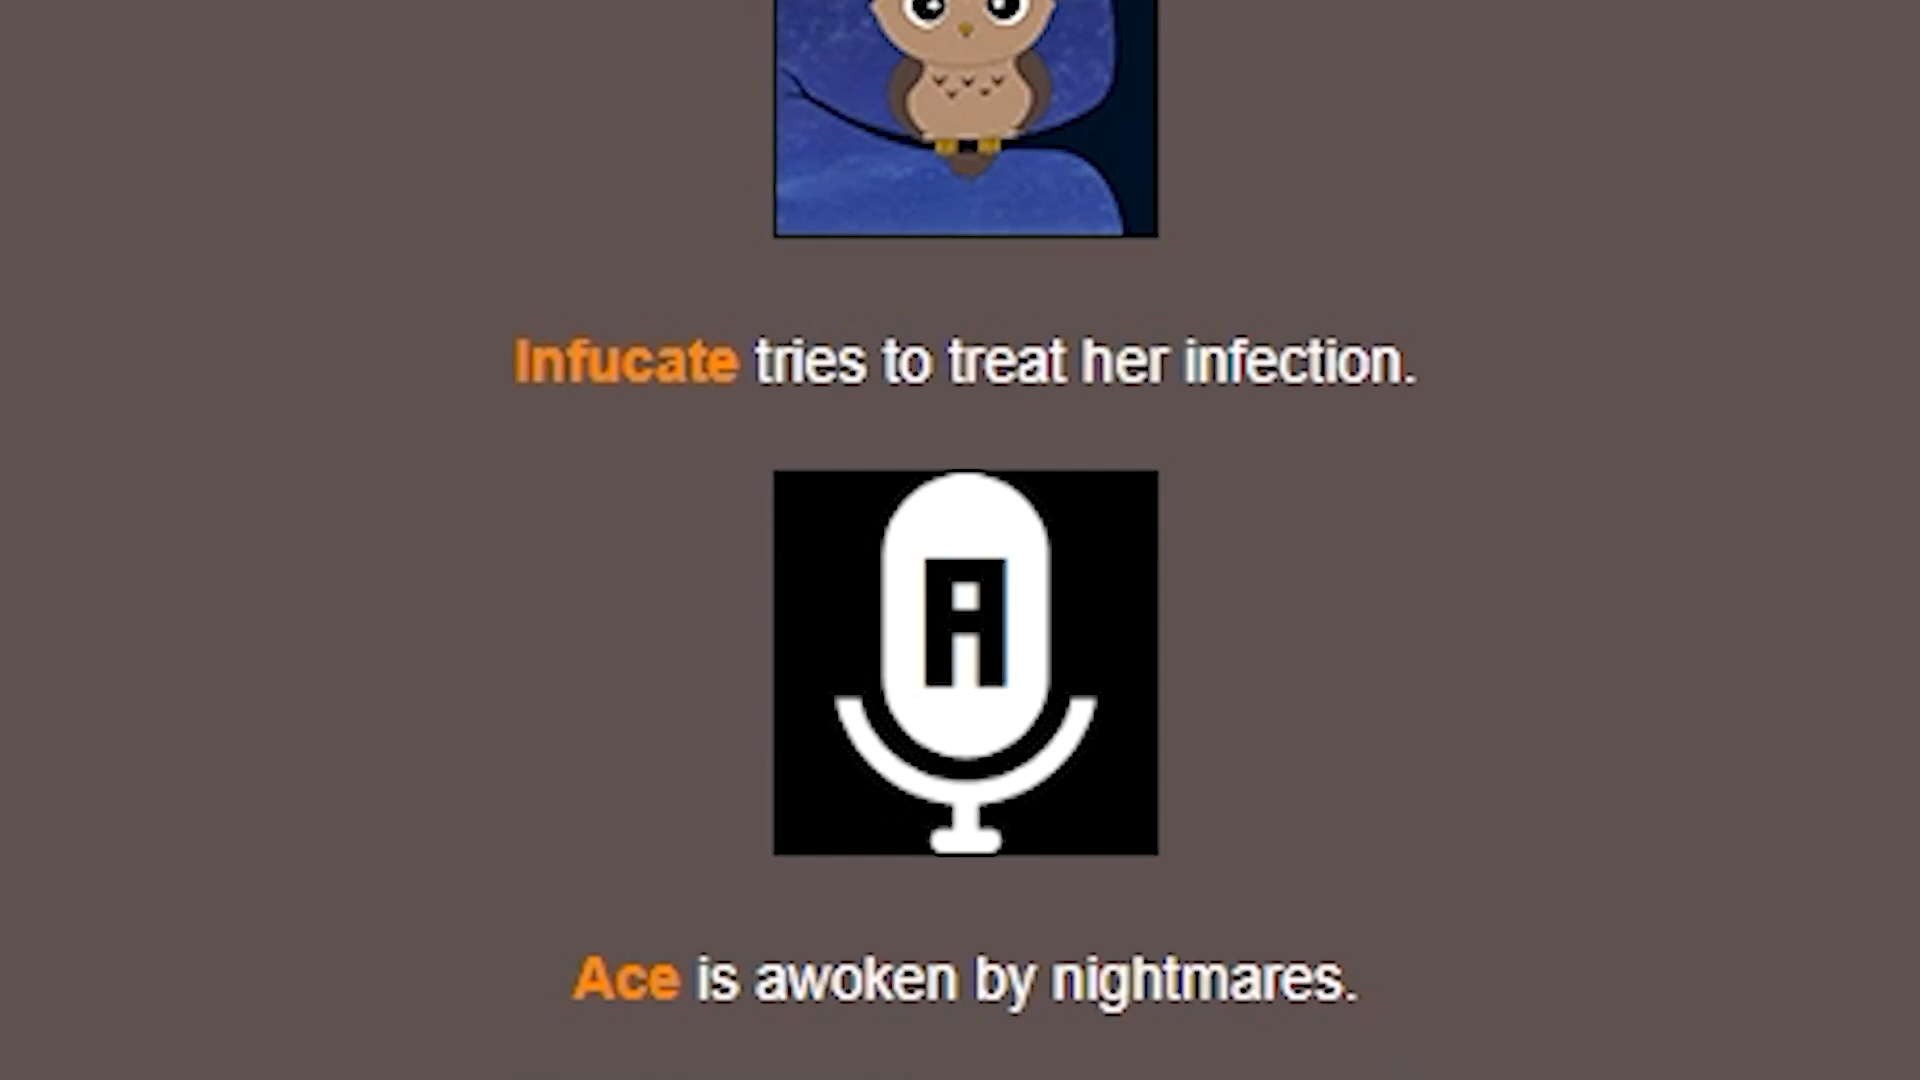 Infucate tries to treat her infection.
A
Ace is awoken by nightmares.